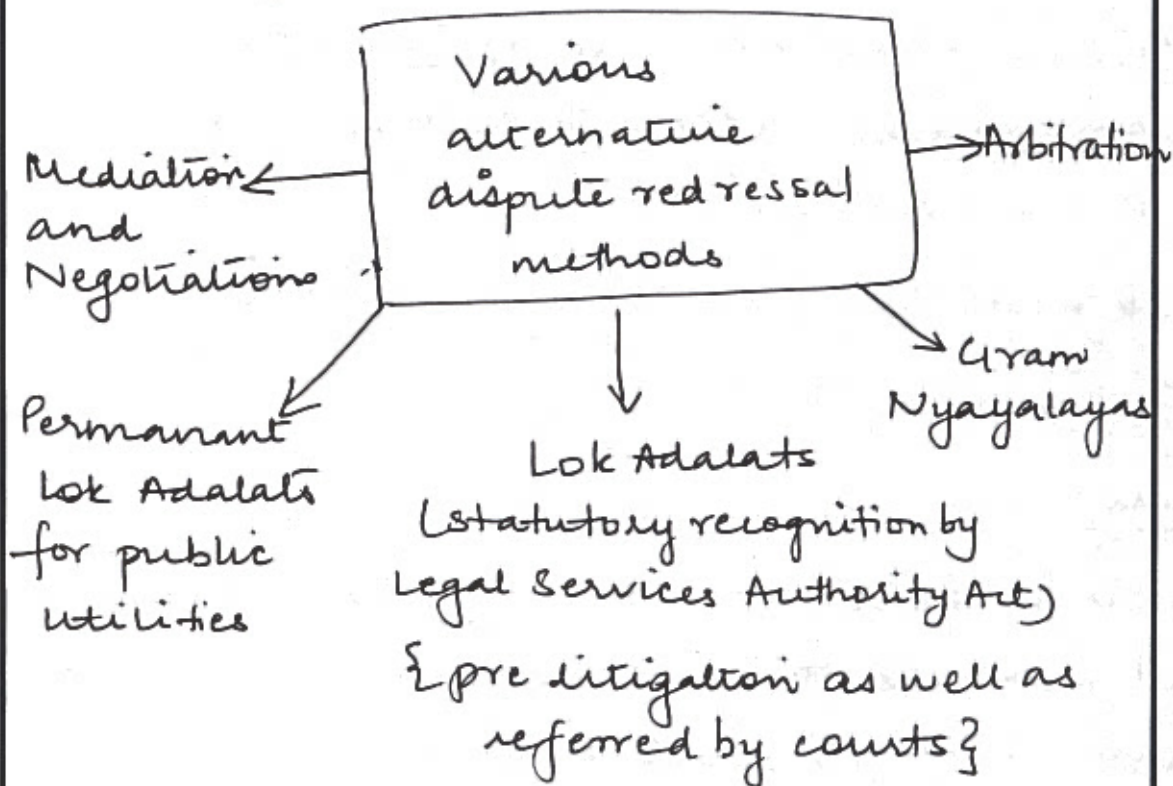 Various
alternative
dispute redressal
methods
Mediation
and
Negotiations
Arbitration
Gram
Nyayalayas
Permanant
Lok Adalats
for public
utilities
Lok Adalats
(statutory recognition by
Legal Services Authority Act)
{pre litigation as well as
referred by courts}